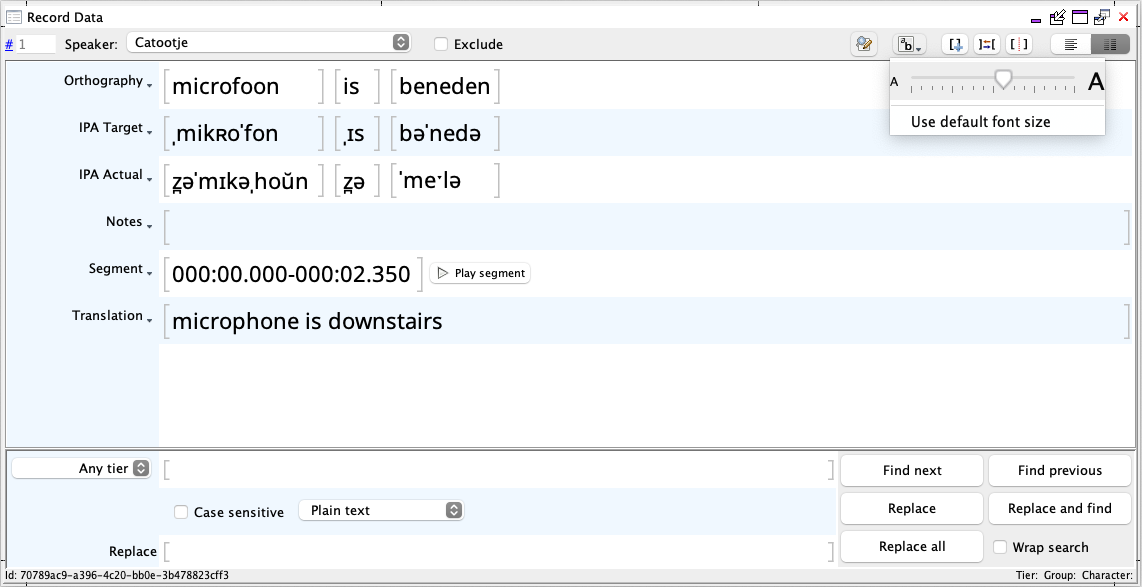 Record Data
# 1 Speaker: Catootje Exclude
A A
Use default font size
Orthography microfoon is beneden
IPA Target ˌmikʀoˈfon ˌɪs bəˈnedə
IPA Actual z̪əˈmɪkəˌhoŭn z̪ə ˈmeˑlə
Notes
Segment 000:00.000-000:02.350 Play segment
Translation microphone is downstairs
Any tier Find next Find previous
Case sensitive Plain text Replace Replace and find
Replace Replace all Wrap search
Id: 70789ac9-a396-4c20-bb0e-3b478823cff3 Tier: Group: Character: